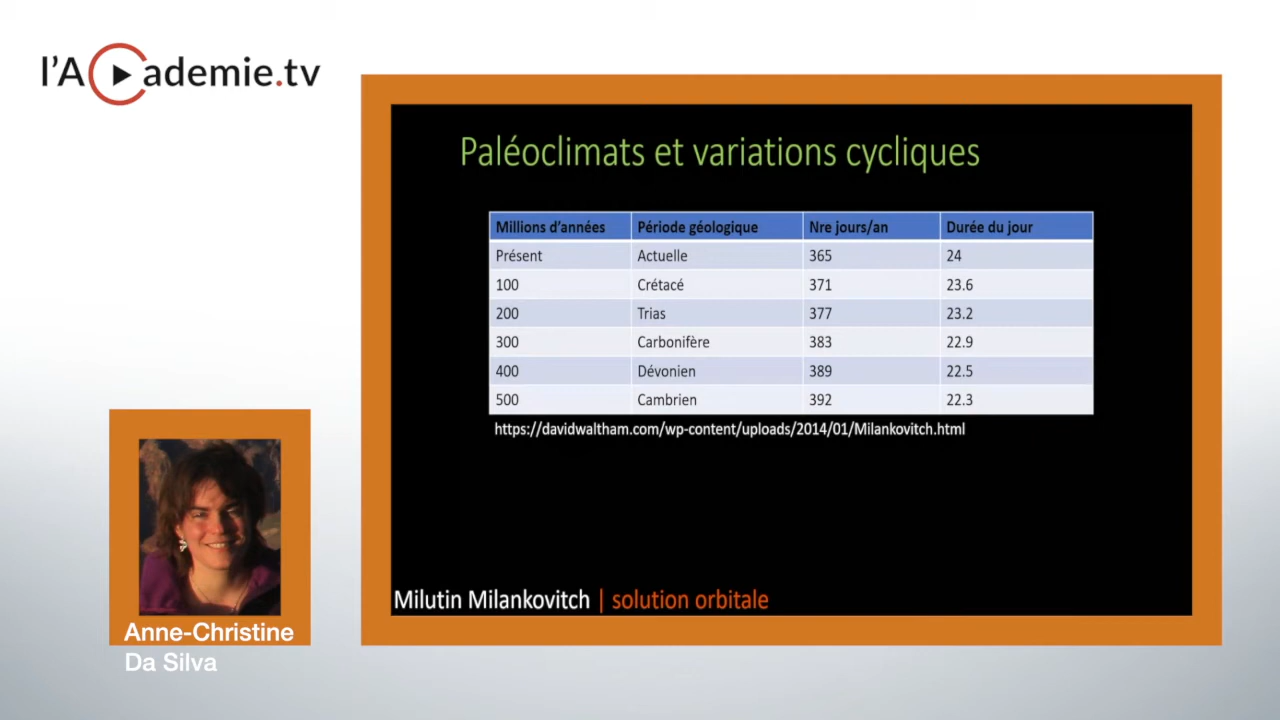 l'Academie.tv
Paléoclimats et variations cycliques
Millions d'années Période géologique Nre jours/an Durée du jour
Présent Actuelle 365 24
100 Crétacé 371 23.6
200 Trias 377 23.2
300 Carbonifère 383 22.9
400 Dévonien 389 22.5
500 Cambrien 392 22.3
https://davidwaltham.com/wp-content/uploads/2014/01/Milankovitch.html
Milutin Milankovitch | solution orbitale
Anne-Christine
Da Silva